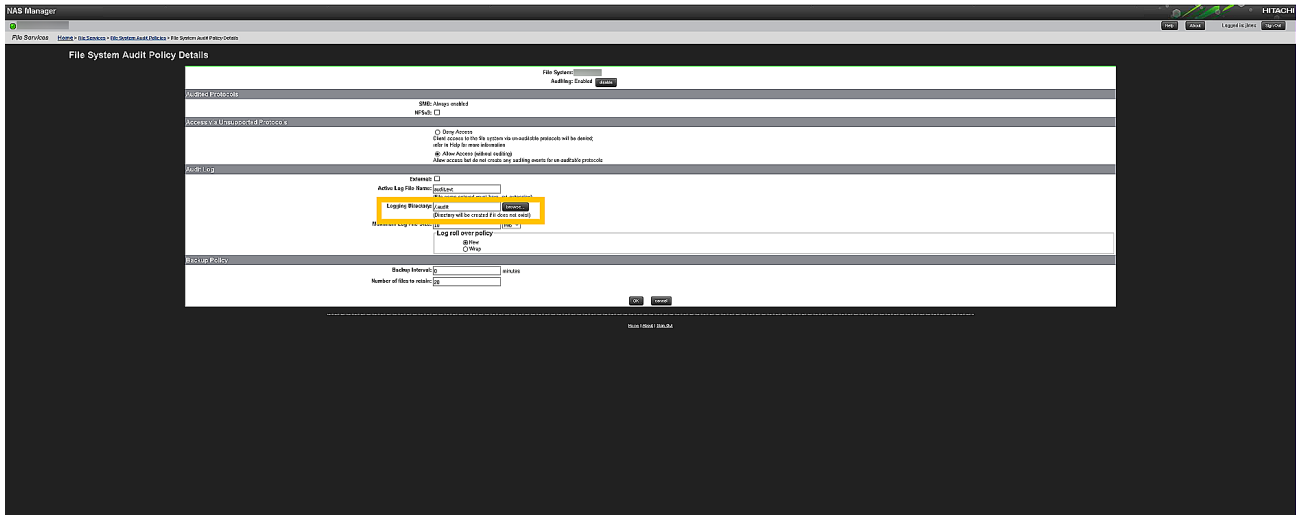 NAS Manager
HITACHI
Help About Logged in: Sign Out
File Services Home > File Services > File System Audit Policies > File System Audit Policy Details
File System Audit Policy Details
File System:
Auditing: Enabled disable
Audited Protocols
SMB: Always enabled
NFSv3:
Access via Unsupported Protocols
Deny Access
Client access to the file system via un-auditable protocols will be denied;
refer to Help for more information
Allow Access (without auditing)
Allow access but do not create any auditing events for un-auditable protocols
Audit Log
External:
Active Log File Name: audit.evt
Logging Directory: /.audit browse...
(Directory will be created if it does not exist)
Maximum Log File Size:
Log roll over policy
New
Wrap
Backup Policy
Backup Interval: 0 minutes
Number of files to retain: 20
OK cancel
Home | About | Sign Out